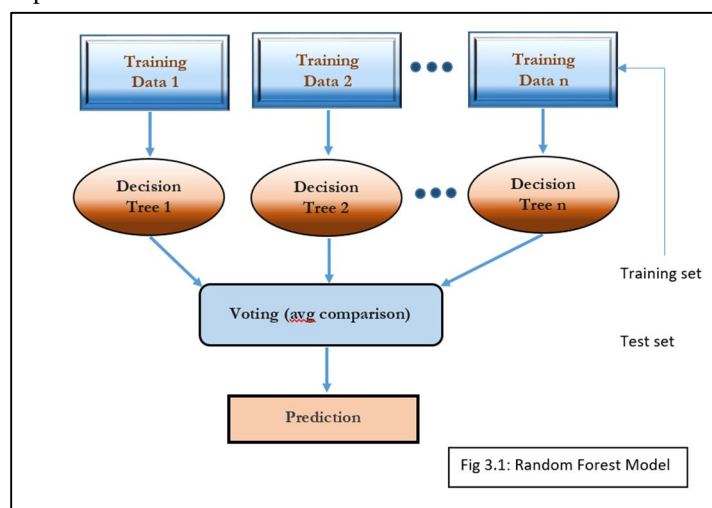 Training
Data 1
Training
Data 2
Training
Data n
Decision
Tree 1
Decision
Tree 2
Decision
Tree n
Training set
Voting (avg comparison)
Test set
Prediction
Fig 3.1: Random Forest Model